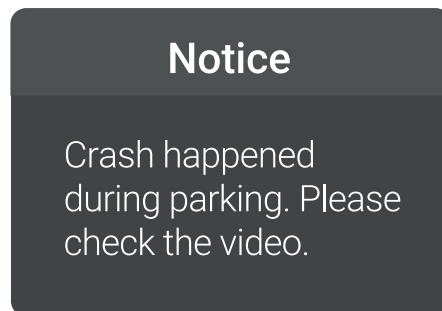 Notice
Crash happened
during parking. Please
check the video.